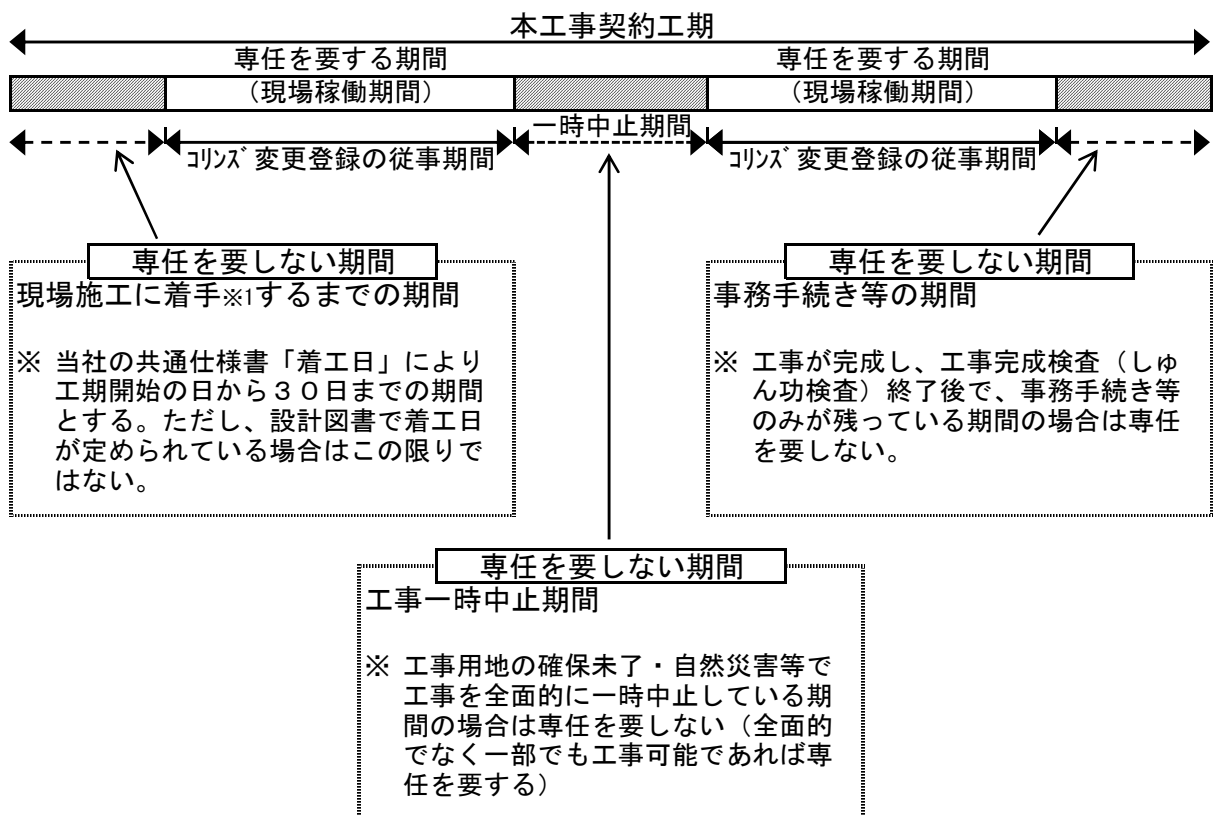 本工事契約工期
専任を要する期間
専任を要する期間
（現場稼働期間）
（現場稼働期間）
一時中止期間
コリンズ変更登録の従事期間
コリンズ変更登録の従事期間
専任を要しない期間
現場施工に着手※1するまでの期間
※ 当社の共通仕様書「着工日」により
工期開始の日から３０日までの期間
とする。ただし、設計図書で着工日
が定められている場合はこの限りで
はない。
専任を要しない期間
事務手続き等の期間
※ 工事が完成し、工事完成検査（しゅ
ん功検査）終了後で、事務手続き等
のみが残っている期間の場合は専任
を要しない。
専任を要しない期間
工事一時中止期間
※ 工事用地の確保未了・自然災害等で
工事を全面的に一時中止している期
間の場合は専任を要しない（全面的
でなく一部でも工事可能であれば専
任を要する）